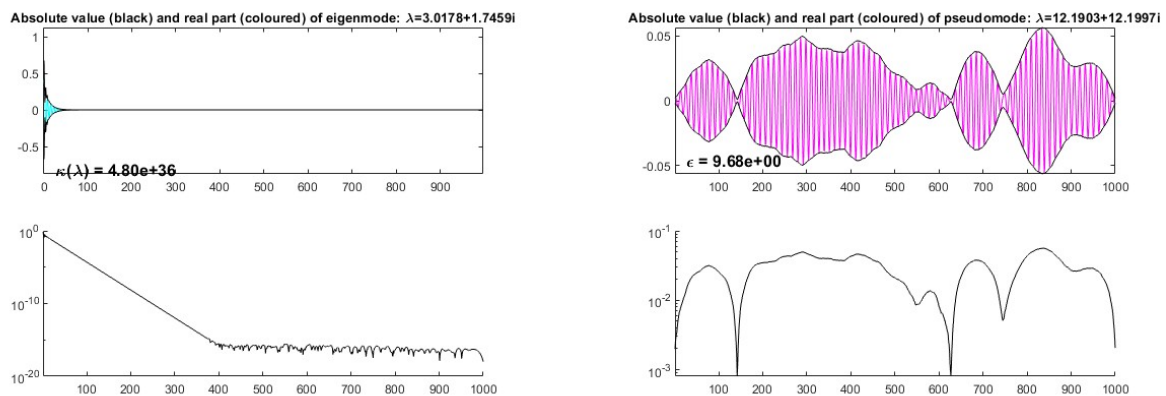 Absolute value (black) and real part (coloured) of eigenmode: λ=3.0178+1.7459i
1
0.5
0
-0.5
κ(λ) = 4.80e+36
0 100 200 300 400 500 600 700 800 900
10^0
10^-10
10^-20
100 200 300 400 500 600 700 800 900 1000
Absolute value (black) and real part (coloured) of pseudomode: λ=12.1903+12.1997i
0.05
0
-0.05
ϵ = 9.68e+00
100 200 300 400 500 600 700 800 900 1000
10^-1
10^-2
10^-3
100 200 300 400 500 600 700 800 900 1000